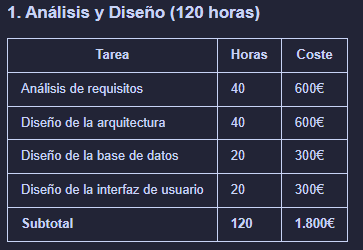 1. Análisis y Diseño (120 horas)
Tarea Horas Coste
Análisis de requisitos 40 600€
Diseño de la arquitectura 40 600€
Diseño de la base de datos 20 300€
Diseño de la interfaz de usuario 20 300€
Subtotal 120 1.800€